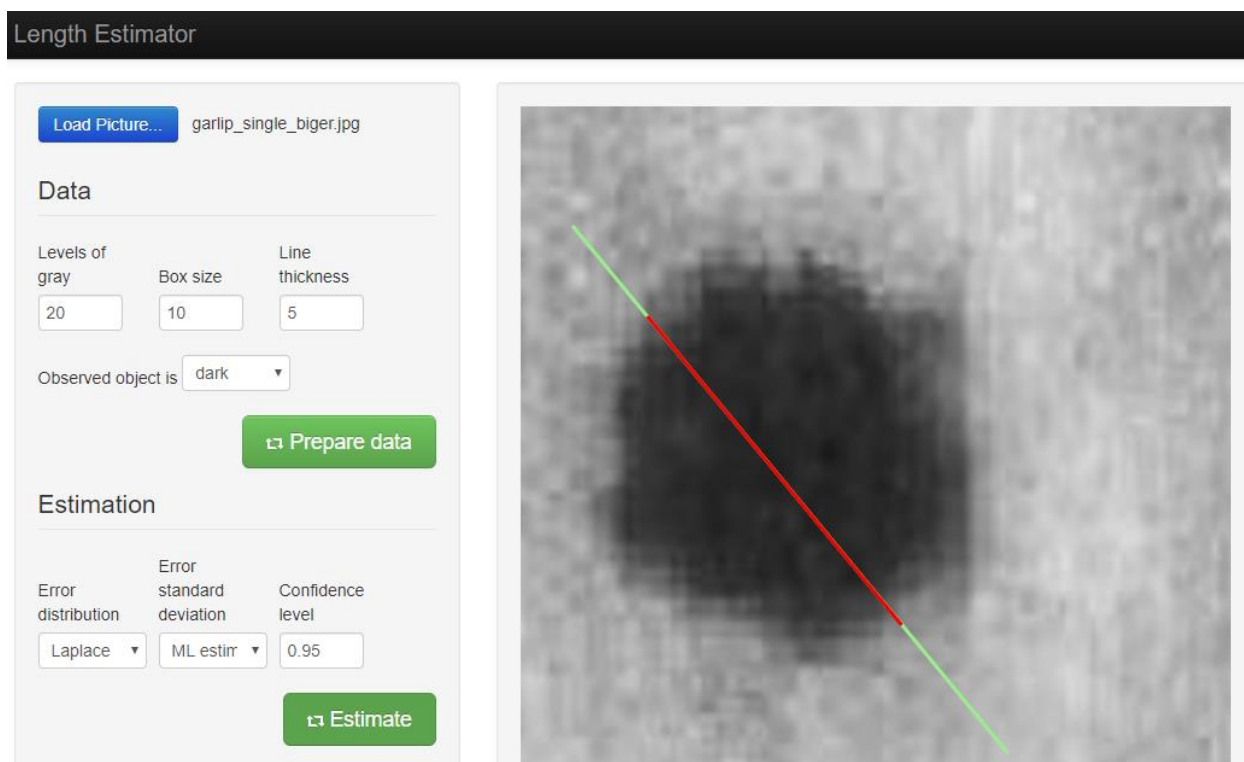 Length Estimator
Load Picture... garlip_single_biger.jpg
Data
Levels of gray
Box size
Line thickness
20 10 5
Observed object is dark
Prepare data
Estimation
Error distribution
Error standard deviation
Confidence level
Laplace ML estim 0.95
Estimate